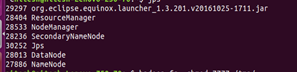 29297 org.eclipse.equinox.launcher_1.3.201.v20161025-1711.jar
28404 ResourceManager
28533 NodeManager
28236 SecondaryNameNode
30252 Jps
28013 DataNode
27886 NameNode